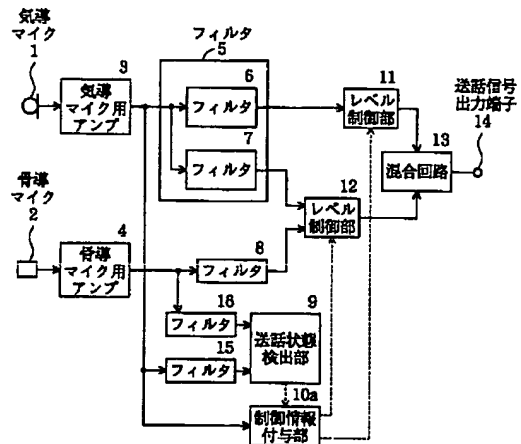 気導
マイク
1
3
気導
マイク用
アンプ
フィルタ
5
6
フィルタ
7
フィルタ
11
レベル
制御部
送話信号
出力端子
14
13
混合回路
12
レベル
制御部
骨導
マイク
2
4
骨導
マイク用
アンプ
8
フィルタ
16
フィルタ
15
フィルタ
9
送話状態
検出部
10a
制御情報
付与部